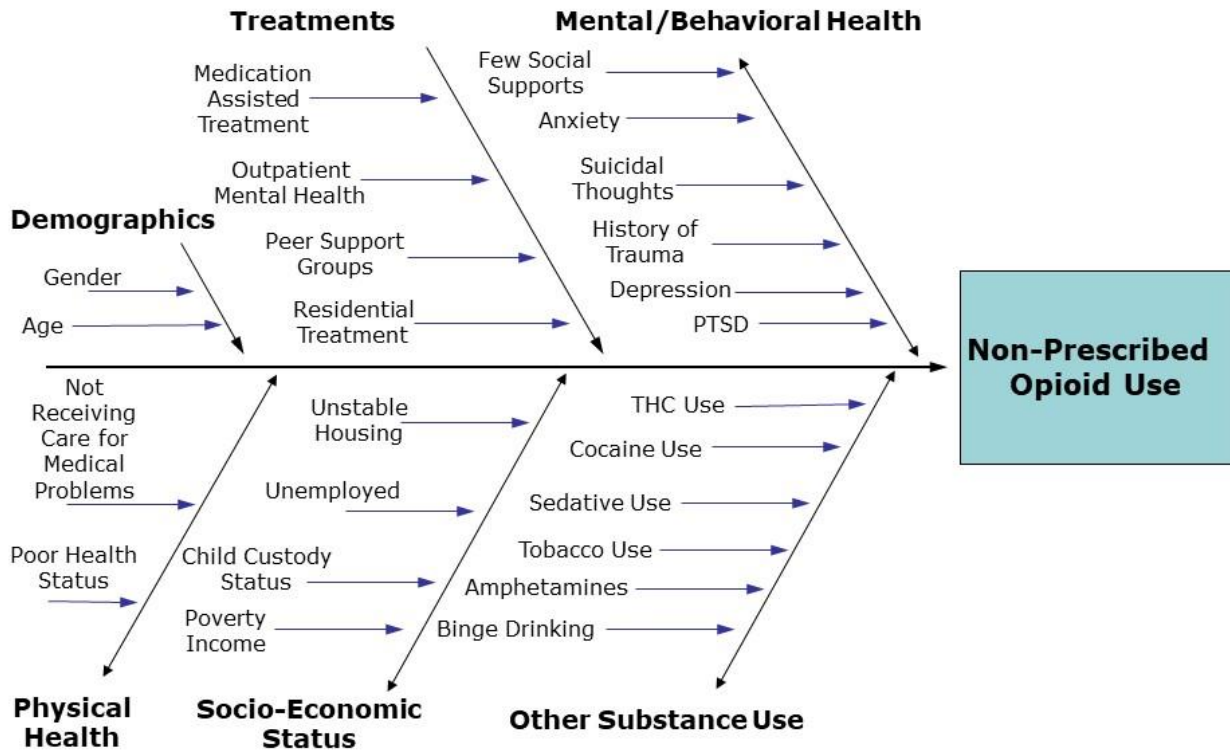 Treatments
Mental/Behavioral Health
Medication
Assisted
Treatment
Outpatient
Mental Health
Peer Support
Groups
Residential
Treatment
Few Social
Supports
Anxiety
Suicidal
Thoughts
History of
Trauma
Depression
PTSD
Demographics
Gender
Age
Non-Prescribed
Opioid Use
Not
Receiving
Care for
Medical
Problems
Poor Health
Status
Unstable
Housing
Unemployed
Child Custody
Status
Poverty
Income
THC Use
Cocaine Use
Sedative Use
Tobacco Use
Amphetamines
Binge Drinking
Physical
Health
Socio-Economic
Status
Other Substance Use